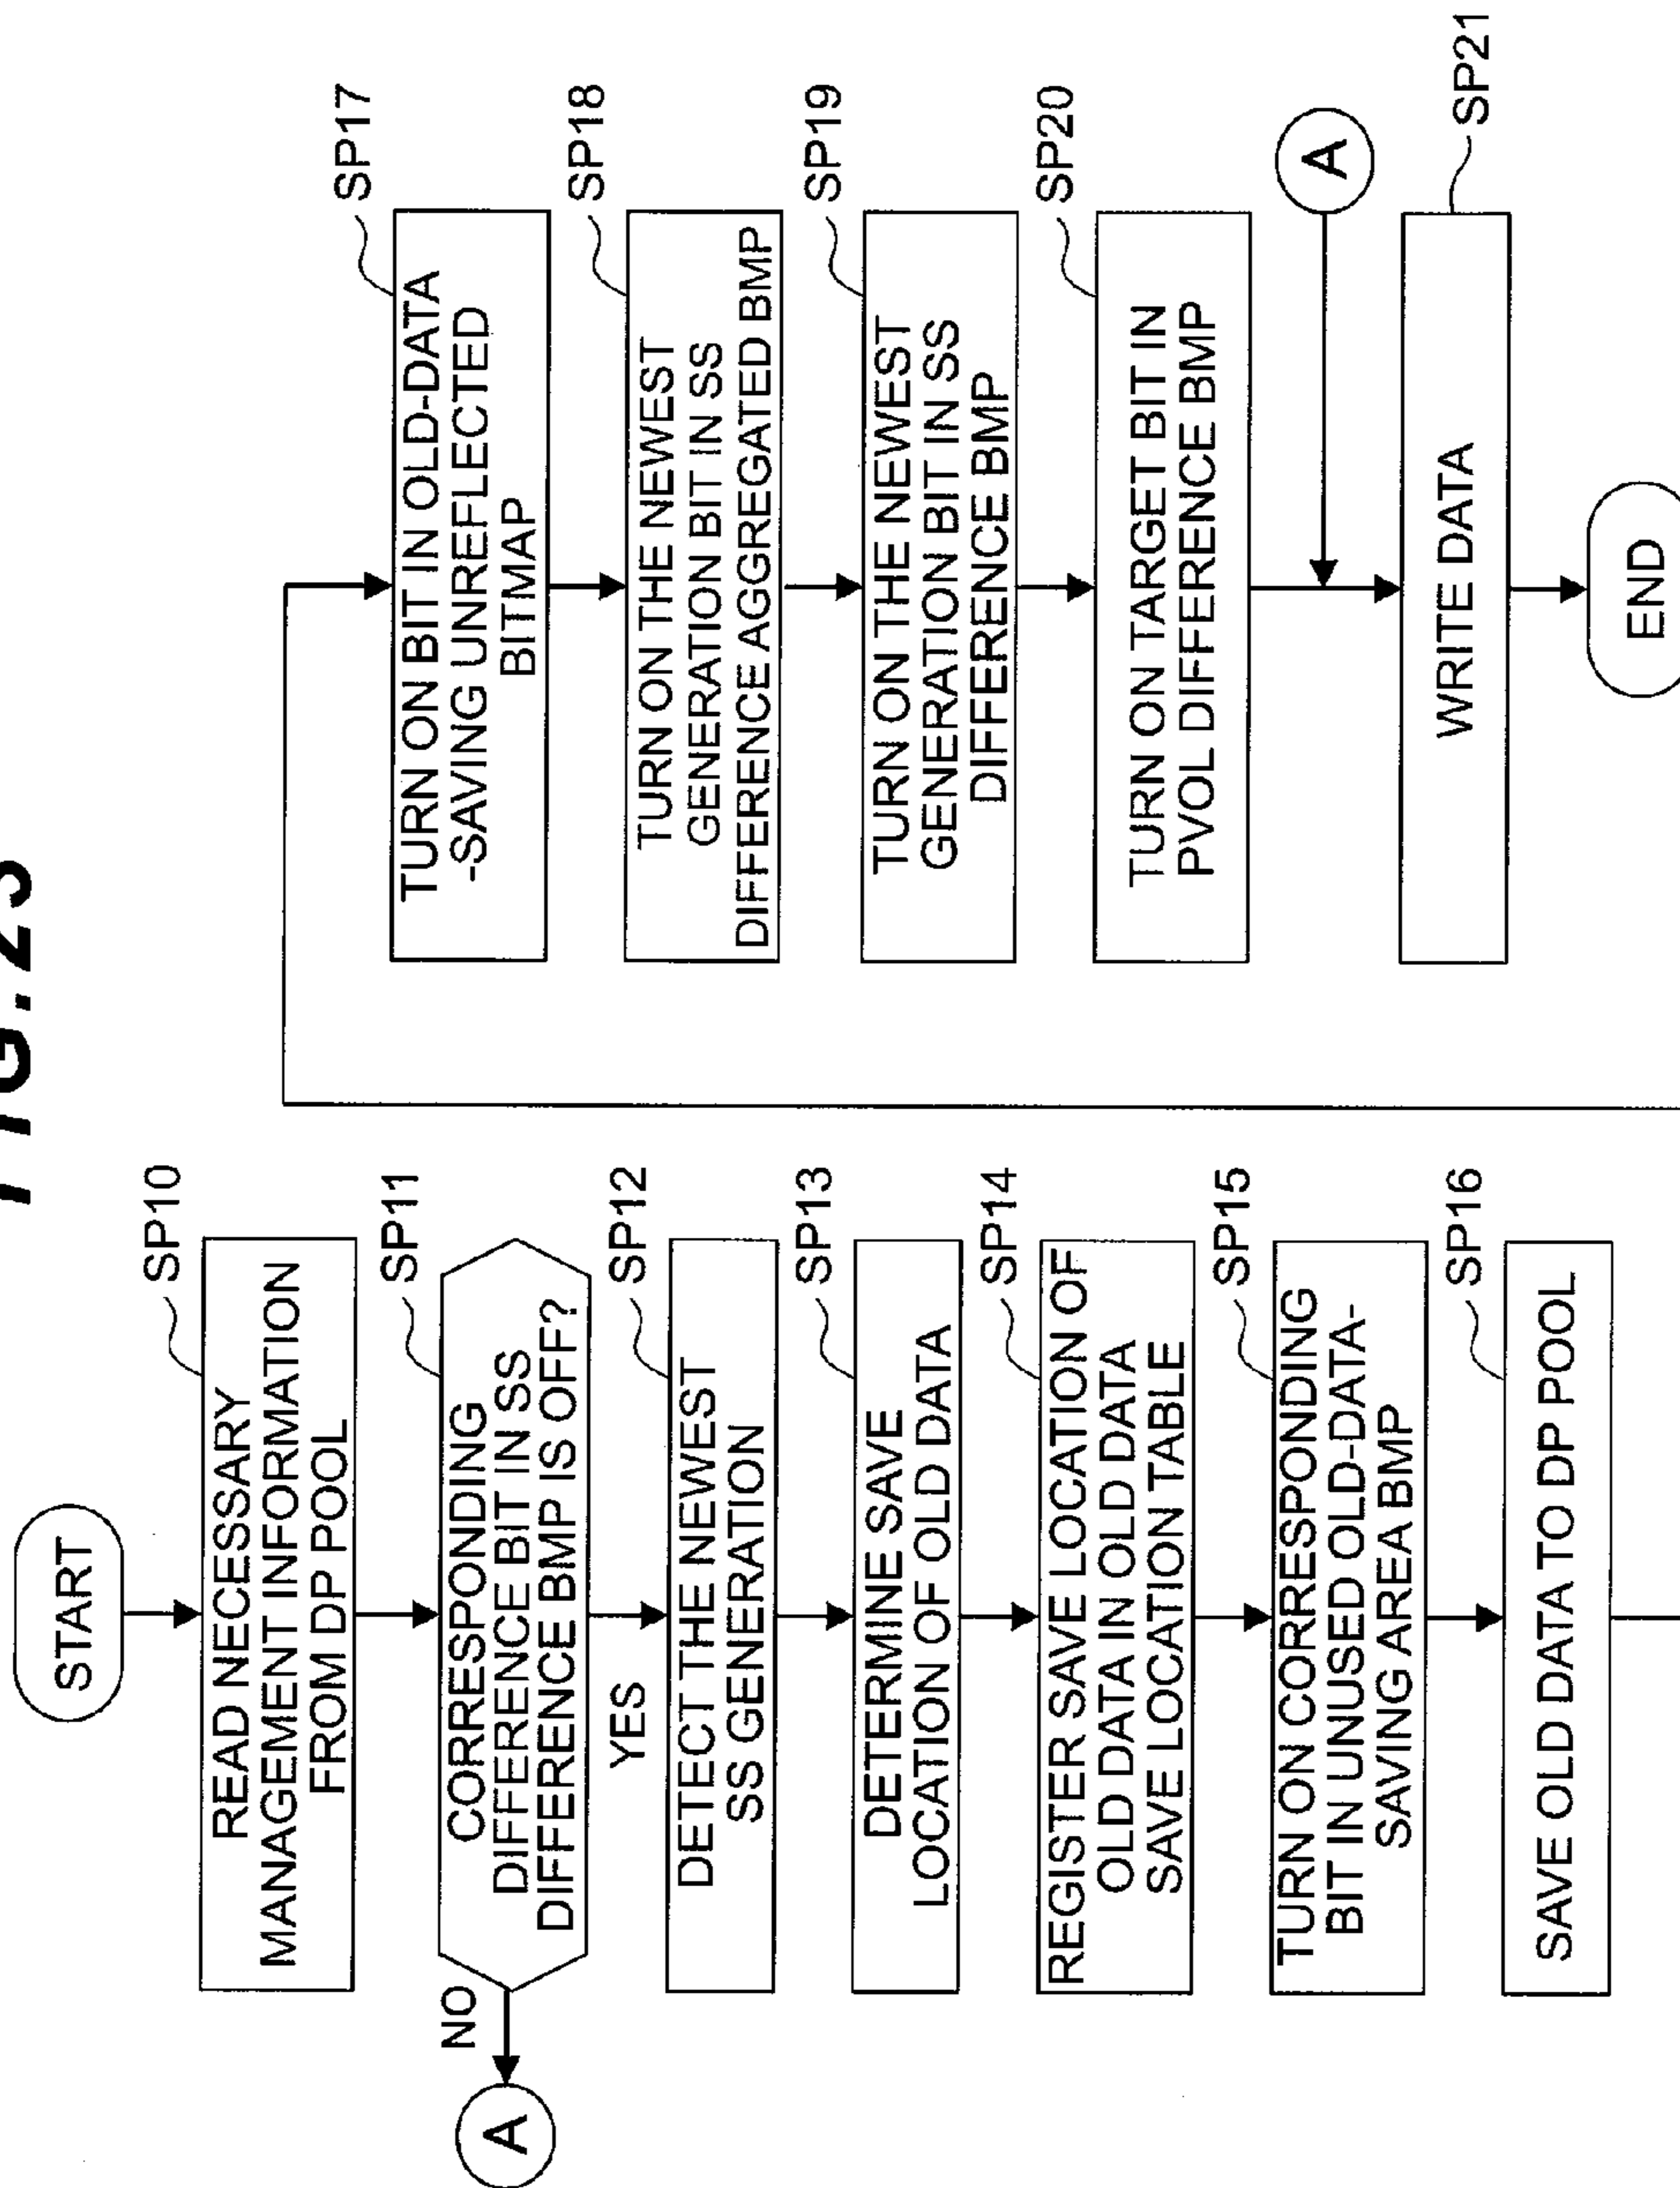 FIG. 23
START
SP10
READ NECESSARY
MANAGEMENT INFORMATION
FROM DP POOL
SP11
CORRESPONDING
DIFFERENCE BIT IN SS
DIFFERENCE BMP IS OFF?
NO
A
YES
SP12
DETECT THE NEWEST
SS GENERATION
SP13
DETERMINE SAVE
LOCATION OF OLD DATA
SP14
REGISTER SAVE LOCATION OF
OLD DATA IN OLD DATA
SAVE LOCATION TABLE
SP15
TURN ON CORRESPONDING
BIT IN UNUSED OLD-DATA-
SAVING AREA BMP
SP16
SAVE OLD DATA TO DP POOL
SP17
TURN ON BIT IN OLD-DATA
-SAVING UNREFLECTED
BITMAP
SP18
TURN ON THE NEWEST
GENERATION BIT IN SS
DIFFERENCE AGGREGATED BMP
SP19
TURN ON THE NEWEST
GENERATION BIT IN SS
DIFFERENCE BMP
SP20
TURN ON TARGET BIT IN
PVOL DIFFERENCE BMP
A
SP21
WRITE DATA
END